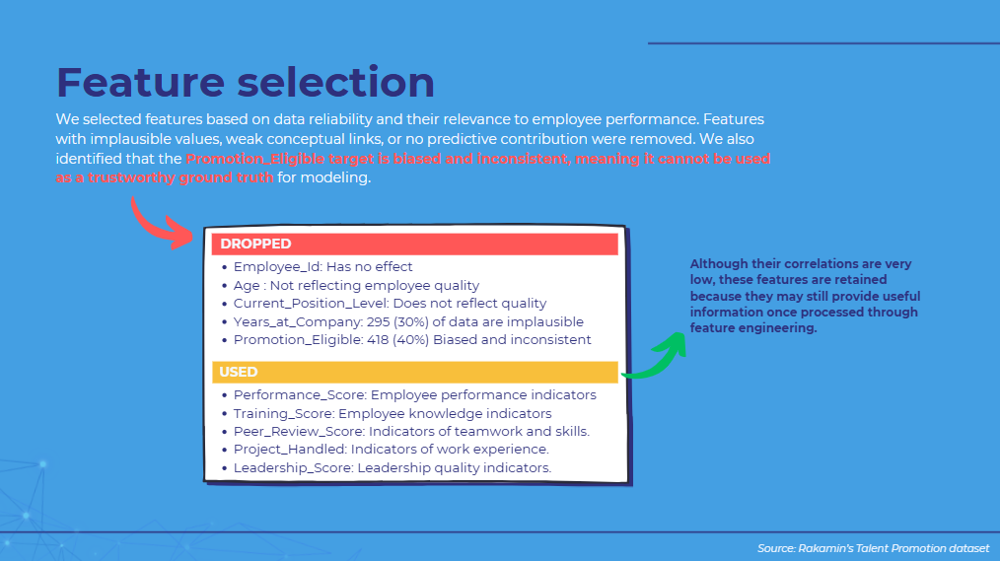 Feature selection
We selected features based on data reliability and their relevance to employee performance. Features
with implausible values, weak conceptual links, or no predictive contribution were removed. We also
identified that the Promotion_Eligible target is biased and inconsistent, meaning it cannot be used
as a trustworthy ground truth for modeling.
DROPPED
• Employee_Id: Has no effect
• Age : Not reflecting employee quality
• Current_Position_Level: Does not reflect quality
• Years_at_Company: 295 (30%) of data are implausible
• Promotion_Eligible: 418 (40%) Biased and inconsistent
USED
• Performance_Score: Employee performance indicators
• Training_Score: Employee knowledge indicators
• Peer_Review_Score: Indicators of teamwork and skills.
• Project_Handled: Indicators of work experience.
• Leadership_Score: Leadership quality indicators.
Although their correlations are very
low, these features are retained
because they may still provide useful
information once processed through
feature engineering.
Source: Rakamin's Talent Promotion dataset